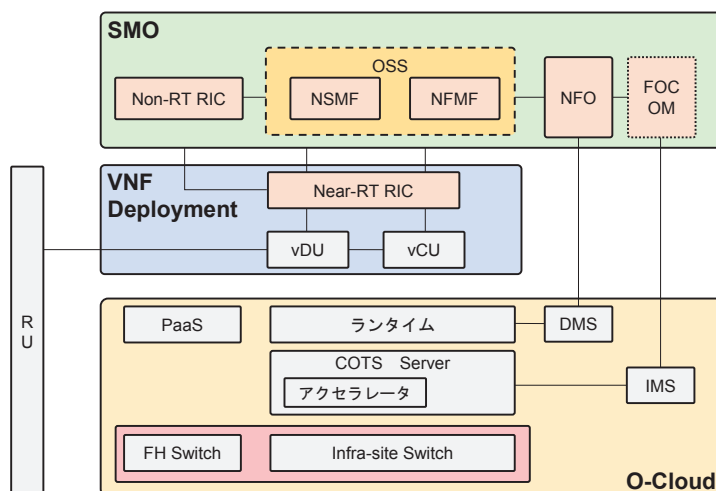 SMO
OSS
Non-RT RIC
NSMF
NFMF
NFO
FOC
OM
VNF
Deployment
Near-RT RIC
vDU
vCU
R
U
PaaS
ランタイム
DMS
COTS Server
アクセラレータ
IMS
FH Switch
Infra-site Switch
O-Cloud